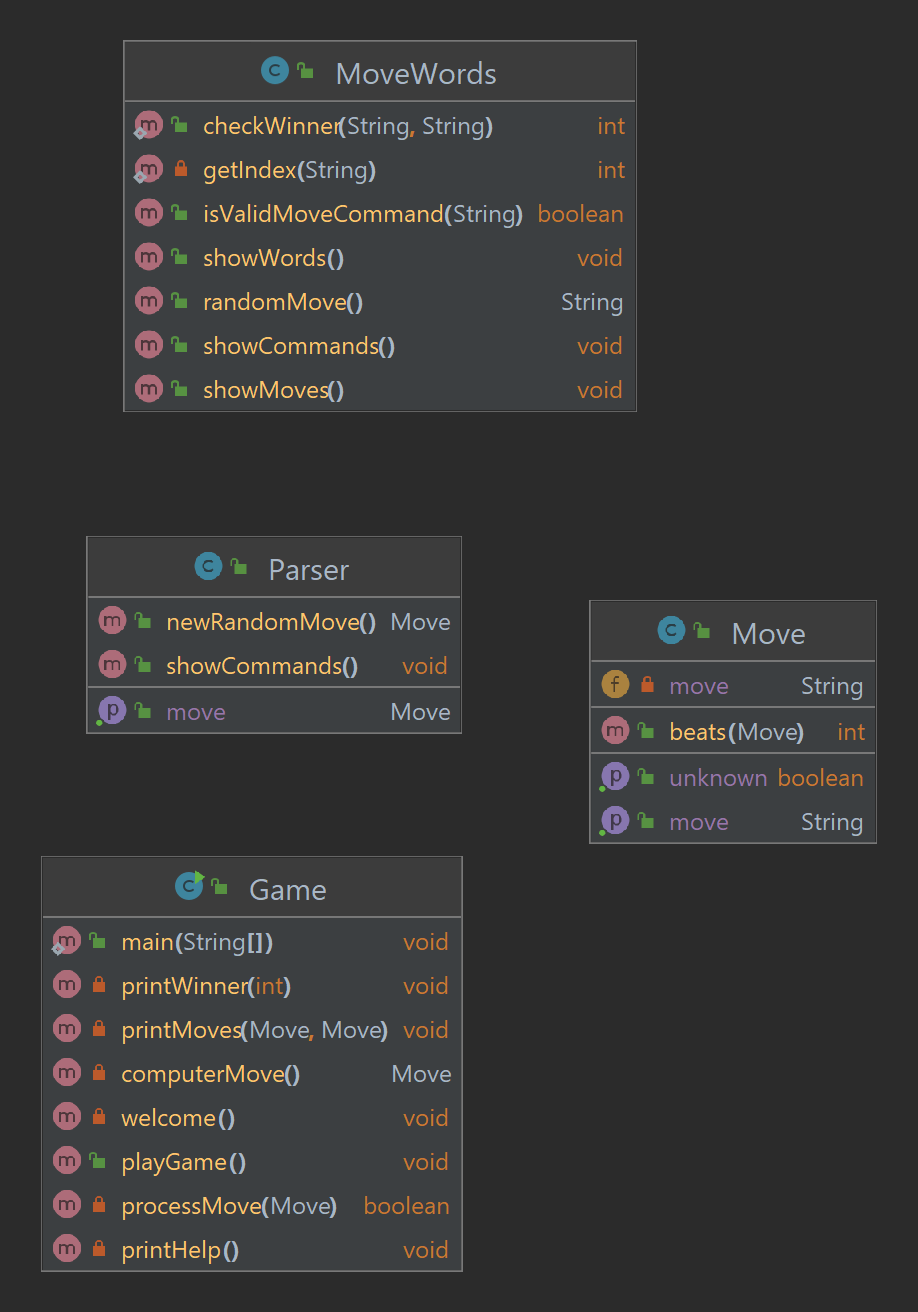 MoveWords
checkWinner(String, String) int
getIndex(String) int
isValidMoveCommand(String) boolean
showWords() void
randomMove() String
showCommands() void
showMoves() void
Parser
newRandomMove() Move
showCommands() void
move Move
Move
move String
beats(Move) int
unknown boolean
move String
Game
main(String[]) void
printWinner(int) void
printMoves(Move, Move) void
computerMove() Move
welcome() void
playGame() void
processMove(Move) boolean
printHelp() void